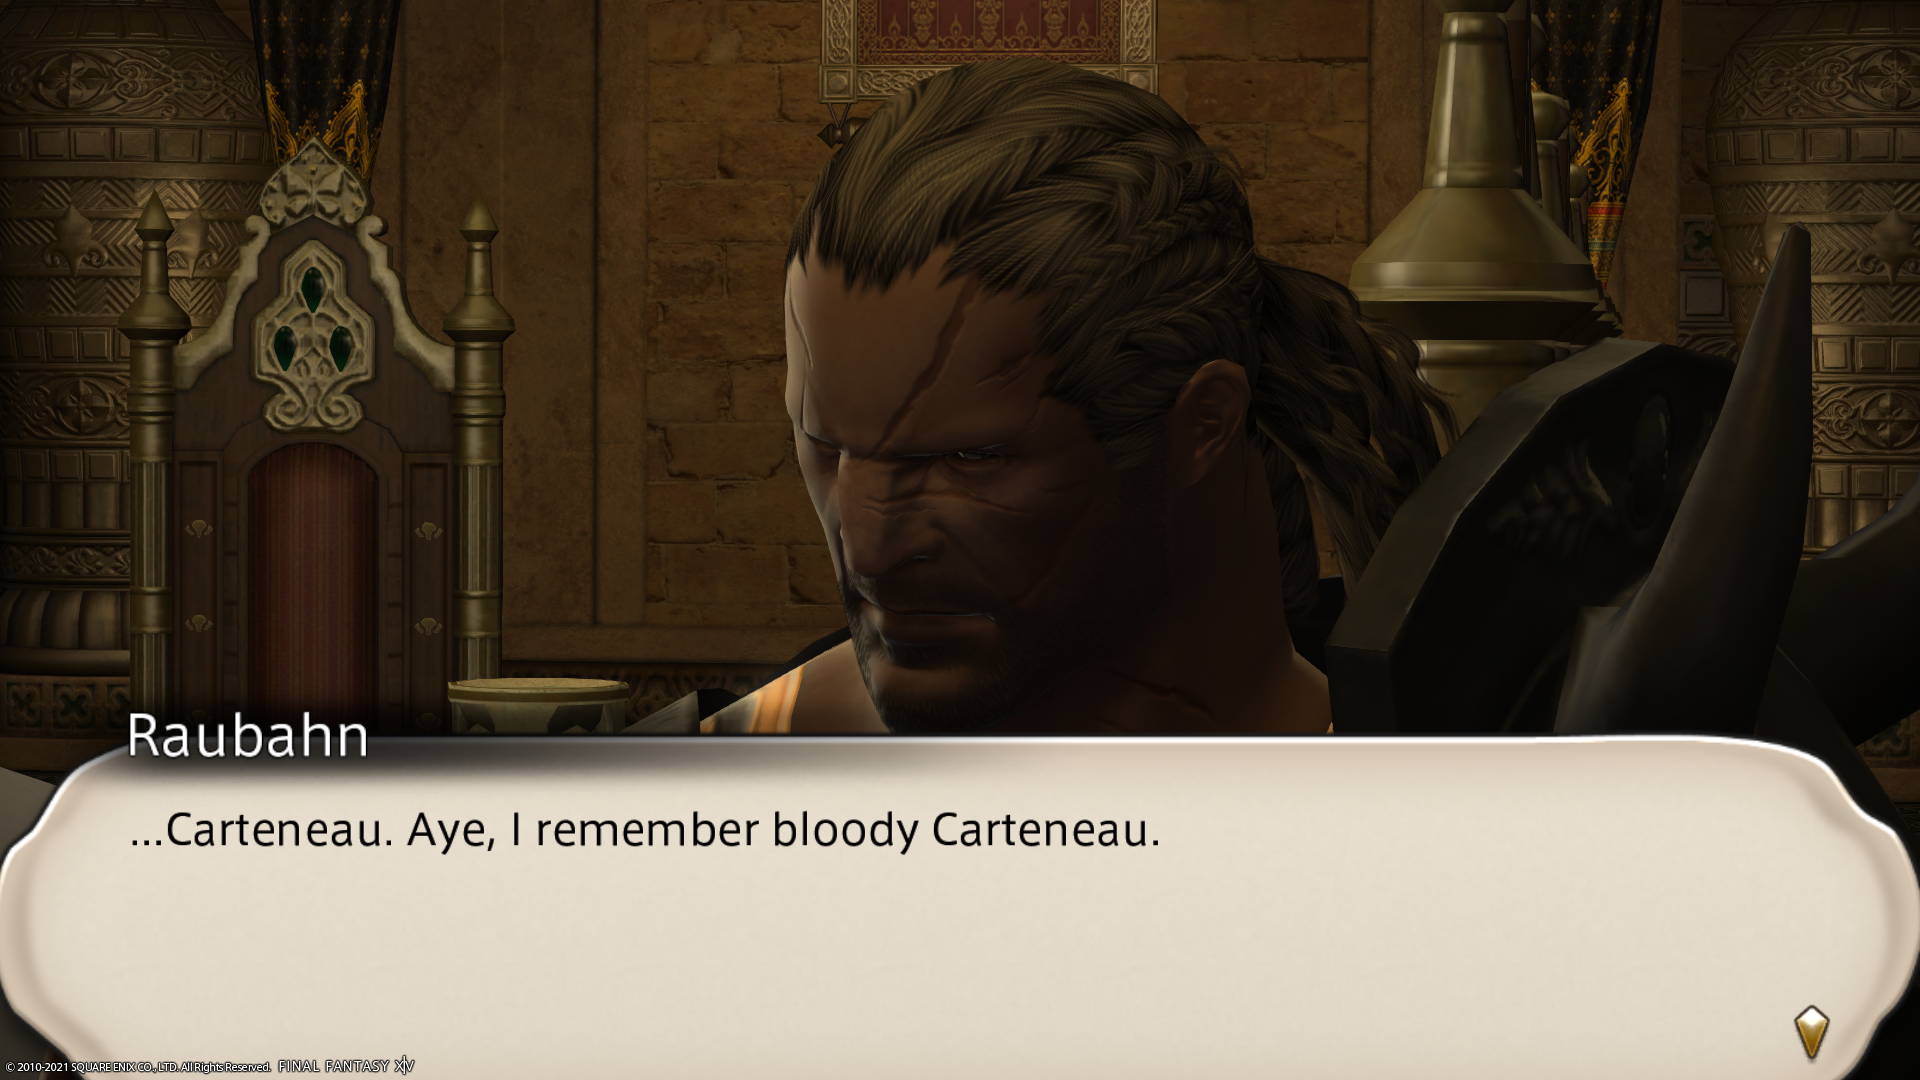 Raubahn
...Carteneau. Aye, I remember bloody Carteneau.
© 2010-2021 SQUARE ENIX CO., LTD. All Rights Reserved. FINAL FANTASY XIV